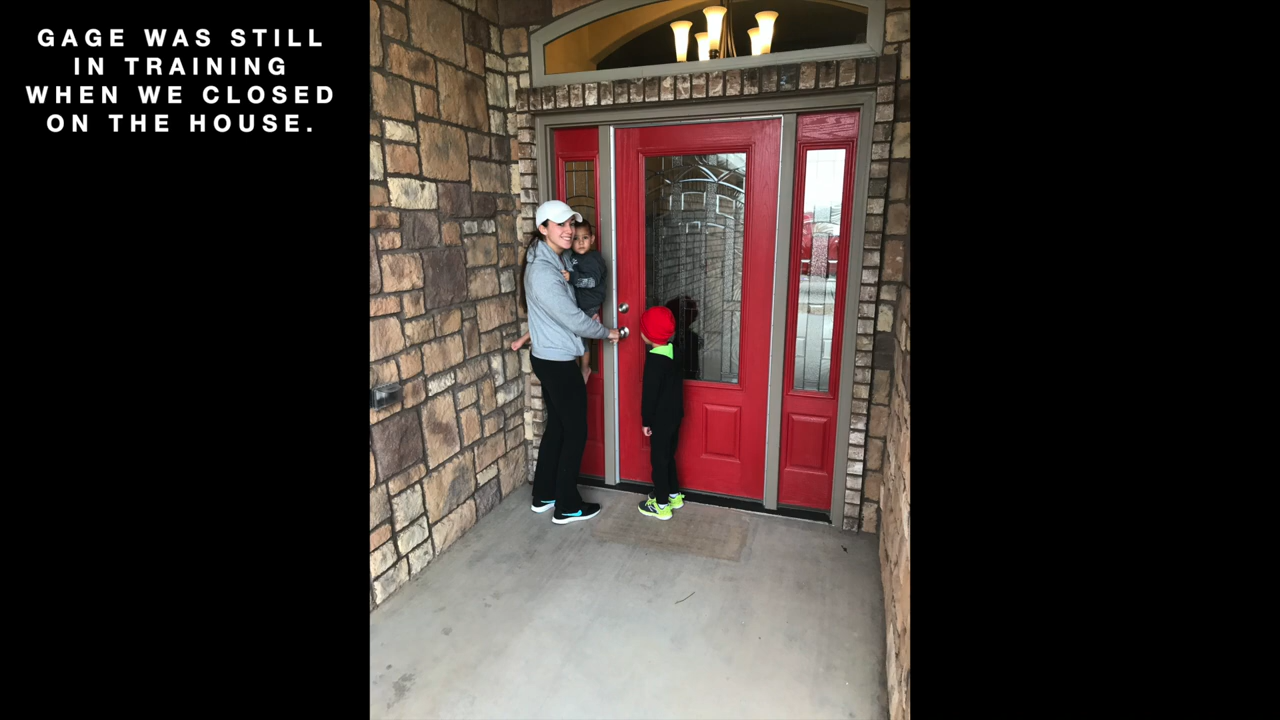 GAGE WAS STILL
IN TRAINING
WHEN WE CLOSED
ON THE HOUSE.